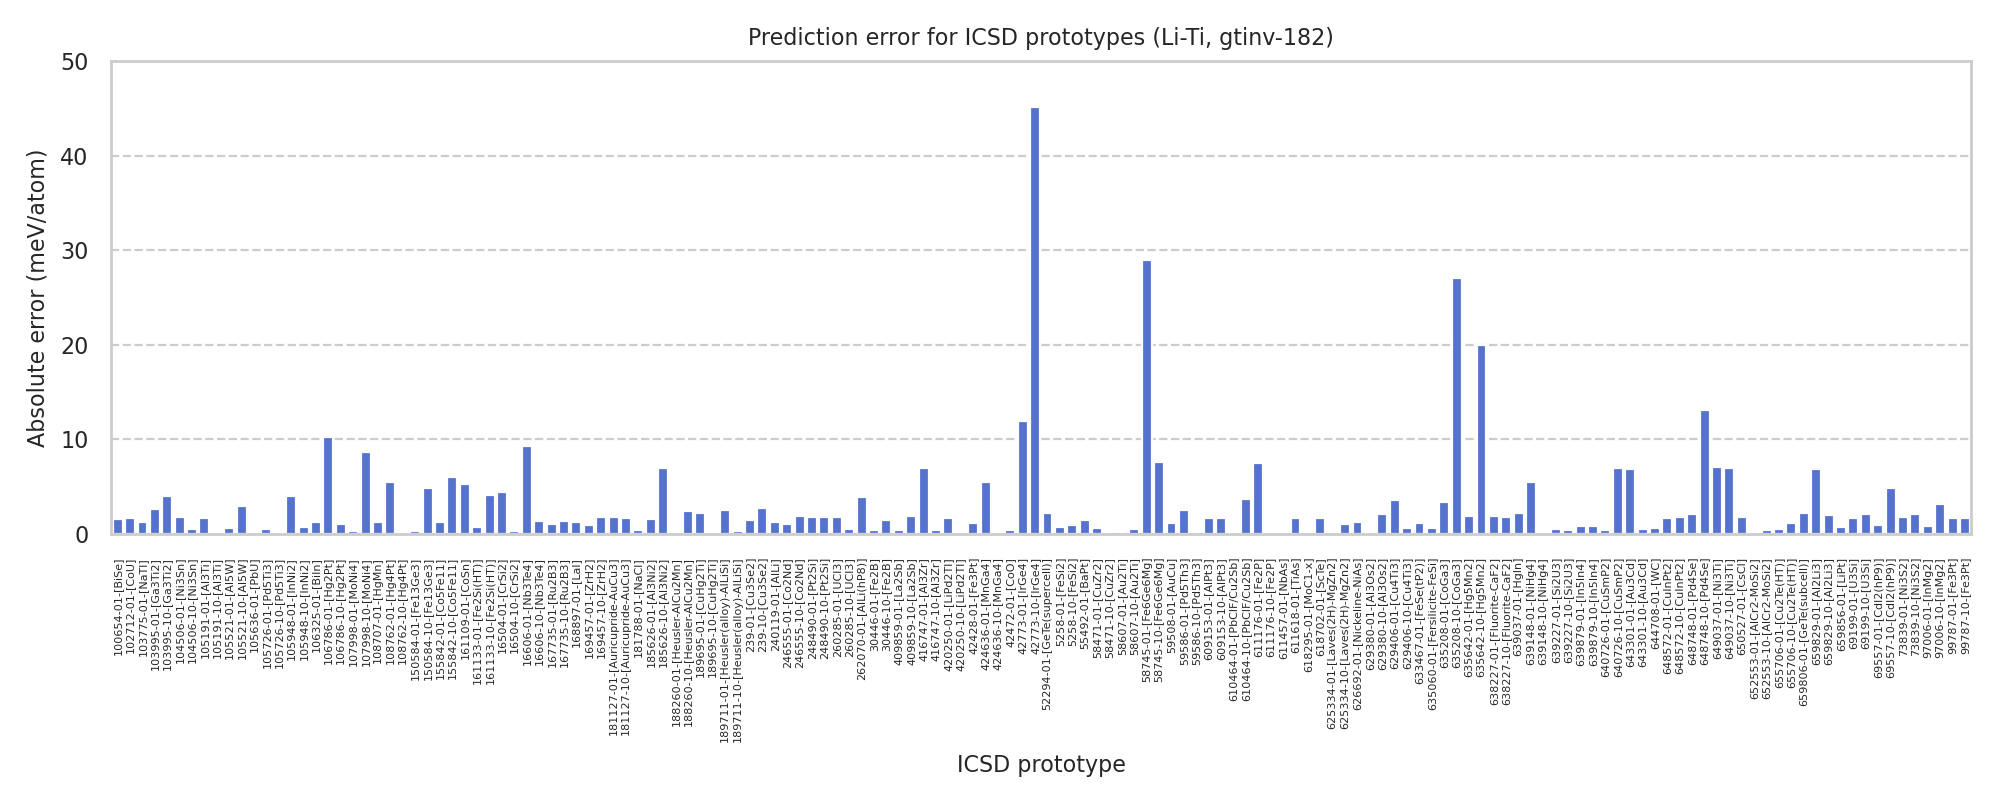 Prediction error for ICSD prototypes (Li-Ti, gtinv-182)
Absolute error (meV/atom)
50
40
30
20
10
0
100654-01-[BiSe]
102712-01-[CoU]
103775-01-[NaTl]
103995-01-[Ga3Ti2]
103995-10-[Ga3Ti2]
104506-01-[Ni3Sn]
104506-10-[Ni3Sn]
105191-01-[Al3Ti]
105191-10-[Al3Ti]
105521-01-[Al5W]
105521-10-[Al5W]
105636-01-[PbU]
105726-01-[Pd5Ti3]
105726-10-[Pd5Ti3]
105948-01-[InNi2]
105948-10-[InNi2]
106325-01-[BiIn]
106786-01-[Hg2Pt]
106786-10-[Hg2Pt]
107998-01-[MoNi4]
107998-10-[MoNi4]
108707-01-[HgMn]
108762-01-[Hg4Pt]
108762-10-[Hg4Pt]
150584-01-[Fe13Ge3]
150584-10-[Fe13Ge3]
155842-01-[Co5Fe11]
155842-10-[Co5Fe11]
161109-01-[CoSn]
161133-01-[Fe2Si(HT)]
161133-10-[Fe2Si(HT)]
16504-01-[CrSi2]
16504-10-[CrSi2]
16606-01-[Nb3Te4]
16606-10-[Nb3Te4]
167735-01-[Ru2B3]
167735-10-[Ru2B3]
168897-01-[LaI]
169457-01-[ZrH2]
169457-10-[ZrH2]
181127-01-[Auricupride-AuCu3]
181127-10-[Auricupride-AuCu3]
181788-01-[NaCl]
185626-01-[Al3Ni2]
185626-10-[Al3Ni2]
188260-01-[Heusler-AlCu2Mn]
188260-10-[Heusler-AlCu2Mn]
189695-01-[CuHg2Ti]
189695-10-[CuHg2Ti]
189711-01-[Heusler(alloy)-AlLiSi]
189711-10-[Heusler(alloy)-AlLiSi]
239-01-[Cu3Se2]
239-10-[Cu3Se2]
240119-01-[AlLi]
246555-01-[Co2Nd]
246555-10-[Co2Nd]
248490-01-[Pt2Si]
248490-10-[Pt2Si]
260285-01-[UCl3]
260285-10-[UCl3]
262070-01-[AlLi(hP8)]
30446-01-[Fe2B]
30446-10-[Fe2B]
409859-01-[La2Sb]
409859-10-[La2Sb]
416747-01-[Al3Zr]
416747-10-[Al3Zr]
420250-01-[LiPd2Tl]
420250-10-[LiPd2Tl]
42428-01-[Fe3Pt]
424636-01-[MnGa4]
424636-10-[MnGa4]
42472-01-[CoO]
42773-01-[IrGe4]
42773-10-[IrGe4]
52294-01-[GeTe(supercell)]
5258-01-[FeSi2]
5258-10-[FeSi2]
55492-01-[BaPt]
58471-01-[CuZr2]
58471-10-[CuZr2]
58607-01-[Au2Ti]
58607-10-[Au2Ti]
58745-01-[Fe6Ge6Mg]
58745-10-[Fe6Ge6Mg]
59508-01-[AuCu]
59586-01-[Pd5Th3]
59586-10-[Pd5Th3]
609153-01-[AlPt3]
609153-10-[AlPt3]
610464-01-[PbClF/Cu2Sb]
610464-10-[PbClF/Cu2Sb]
611176-01-[Fe2P]
611176-10-[Fe2P]
611457-01-[NbAs]
611618-01-[TiAs]
618295-01-[MoC1-x]
618702-01-[ScTe]
625334-01-[Laves(2H)-MgZn2]
625334-10-[Laves(2H)-MgZn2]
626692-01-[Nickeline-NiAs]
629380-01-[Al3Os2]
629380-10-[Al3Os2]
629406-01-[Cu4Ti3]
629406-10-[Cu4Ti3]
633467-01-[FeSe(tP2)]
635060-01-[Fersilicite-FeSi]
635208-01-[CoGa3]
635208-10-[CoGa3]
635642-01-[Hg5Mn2]
635642-10-[Hg5Mn2]
638227-01-[Fluorite-CaF2]
638227-10-[Fluorite-CaF2]
639037-01-[HgIn]
639148-01-[NiHg4]
639148-10-[NiHg4]
639227-01-[Si2U3]
639227-10-[Si2U3]
639879-01-[In5In4]
639879-10-[In5In4]
640726-01-[CuSmP2]
640726-10-[CuSmP2]
643301-01-[Au3Cd]
643301-10-[Au3Cd]
644708-01-[WC]
648572-01-[CuInPt2]
648572-10-[CuInPt2]
648748-01-[Pd4Se]
648748-10-[Pd4Se]
649037-01-[Ni3Ti]
649037-10-[Ni3Ti]
650527-01-[CsCl]
652553-01-[AlCr2-MoSi2]
652553-10-[AlCr2-MoSi2]
655706-01-[Cu2Te(HT)]
655706-10-[Cu2Te(HT)]
659806-01-[GeTe(subcell)]
659829-01-[Al2Li3]
659829-10-[Al2Li3]
659856-01-[LiPt]
69199-01-[U3Si]
69199-10-[U3Si]
69557-01-[CdI2(hP9)]
69557-10-[CdI2(hP9)]
73839-01-[Ni3S2]
73839-10-[Ni3S2]
97006-01-[InMg2]
97006-10-[InMg2]
99787-01-[Fe3Pt]
99787-10-[Fe3Pt]
ICSD prototype